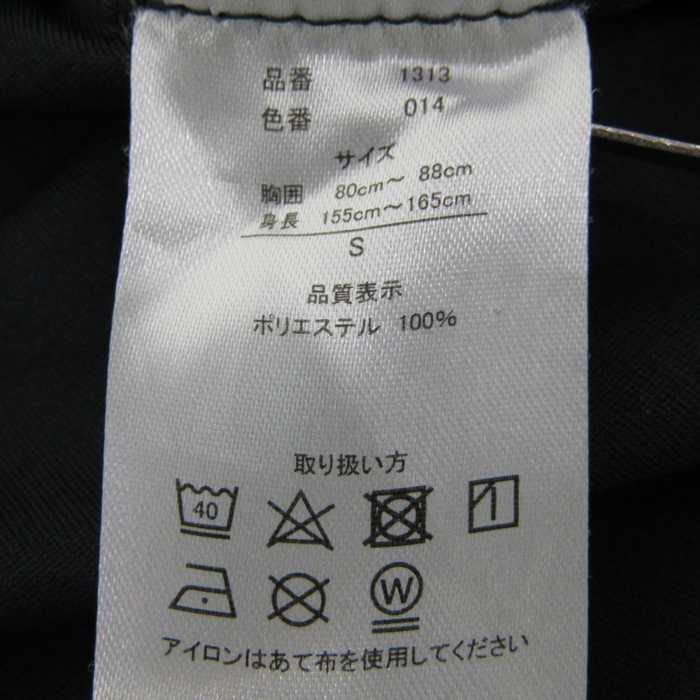 品番 1313
色番 014
サイズ
胸囲 80cm～ 88cm
身長 155cm～165cm
S
品質表示
ポリエステル 100%
取り扱い方
40
W
アイロンはあて布を使用してください